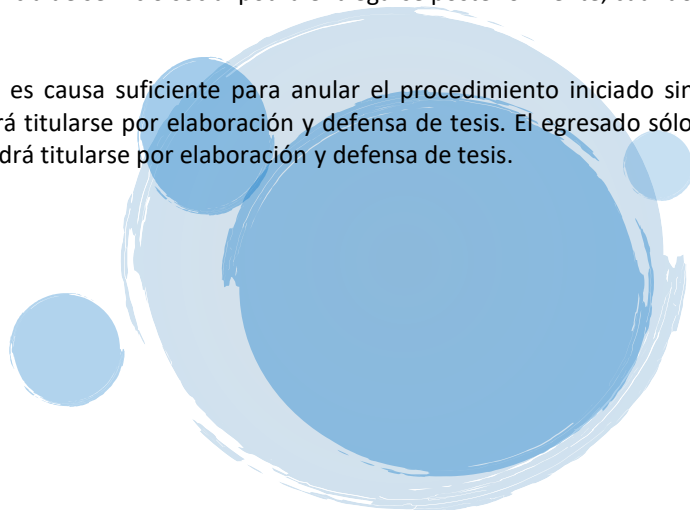 es causa suficiente para anular el procedimiento iniciado sin
rá titularse por elaboración y defensa de tesis. El egresado sólo
drá titularse por elaboración y defensa de tesis.